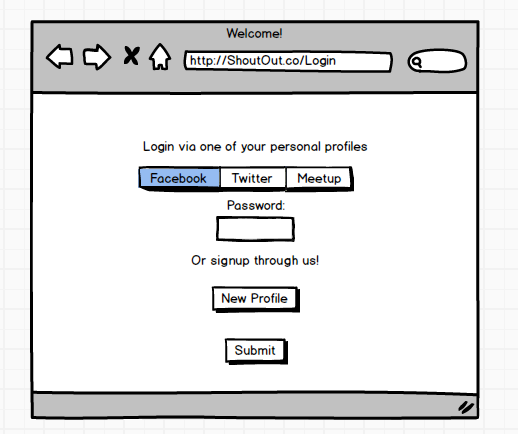 Welcome!
http://ShoutOut.co/Login
Login via one of your personal profiles
Facebook Twitter Meetup
Password:
Or signup through us!
New Profile
Submit